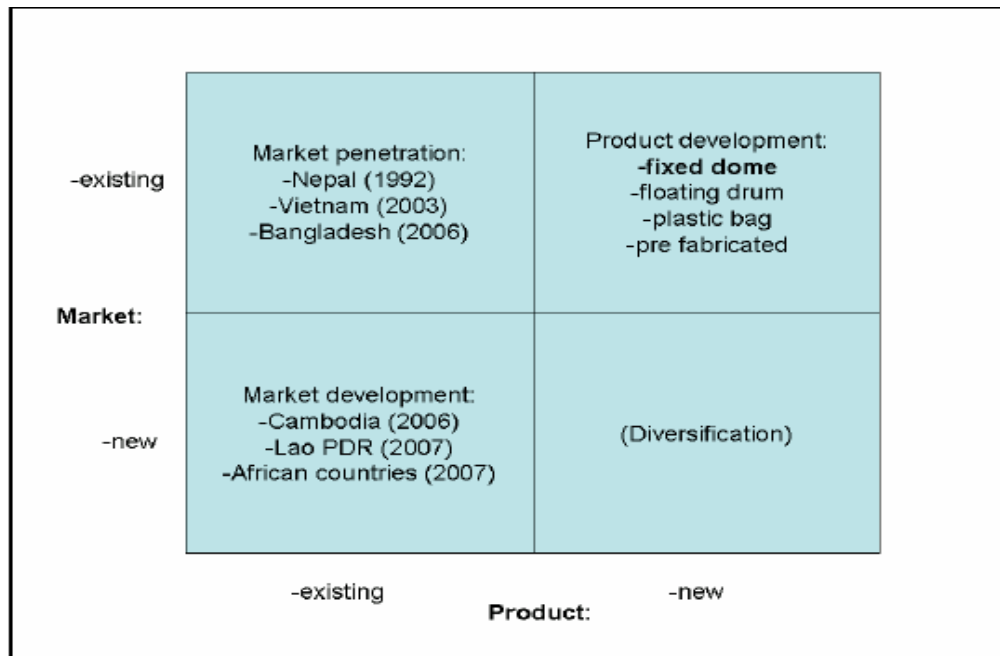 Market penetration:
-Nepal (1992)
-Vietnam (2003)
-Bangladesh (2006)
Product development:
-fixed dome
-floating drum
-plastic bag
-pre fabricated
-existing
Market:
Market development:
-Cambodia (2006)
-Lao PDR (2007)
-African countries (2007)
(Diversification)
-new
-existing
-new
Product: